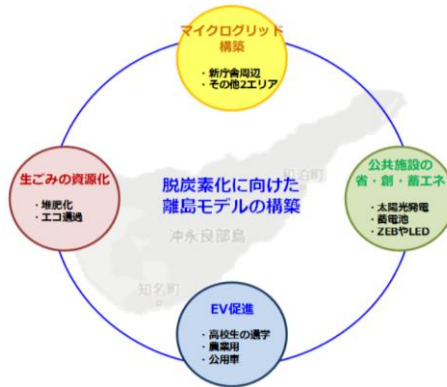 マイクログリッド
構築
・新庁舎周辺
・その他2エリア
生ごみの資源化
・堆肥化
・エコ通過
脱炭素化に向けた
離島モデルの構築
公共施設の
省・創・蓄エネ
・太陽光発電
・蓄電池
・ZEBやLED
和泊町
沖永良部島
知名町
EV促進
・高校生の通学
・農業用
・公用車